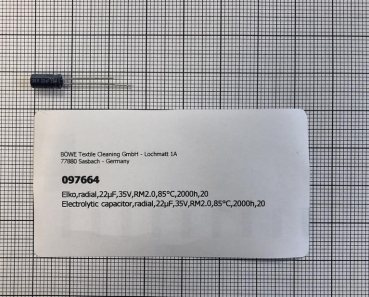 BÖWE Textile Cleaning GmbH - Lochmatt 1A
77880 Sasbach - Germany
097664
Elko,radial,22µF,35V,RM2.0,85°C,2000h,20
Electrolytic capacitor,radial,22µF,35V,RM2.0,85°C,2000h,20